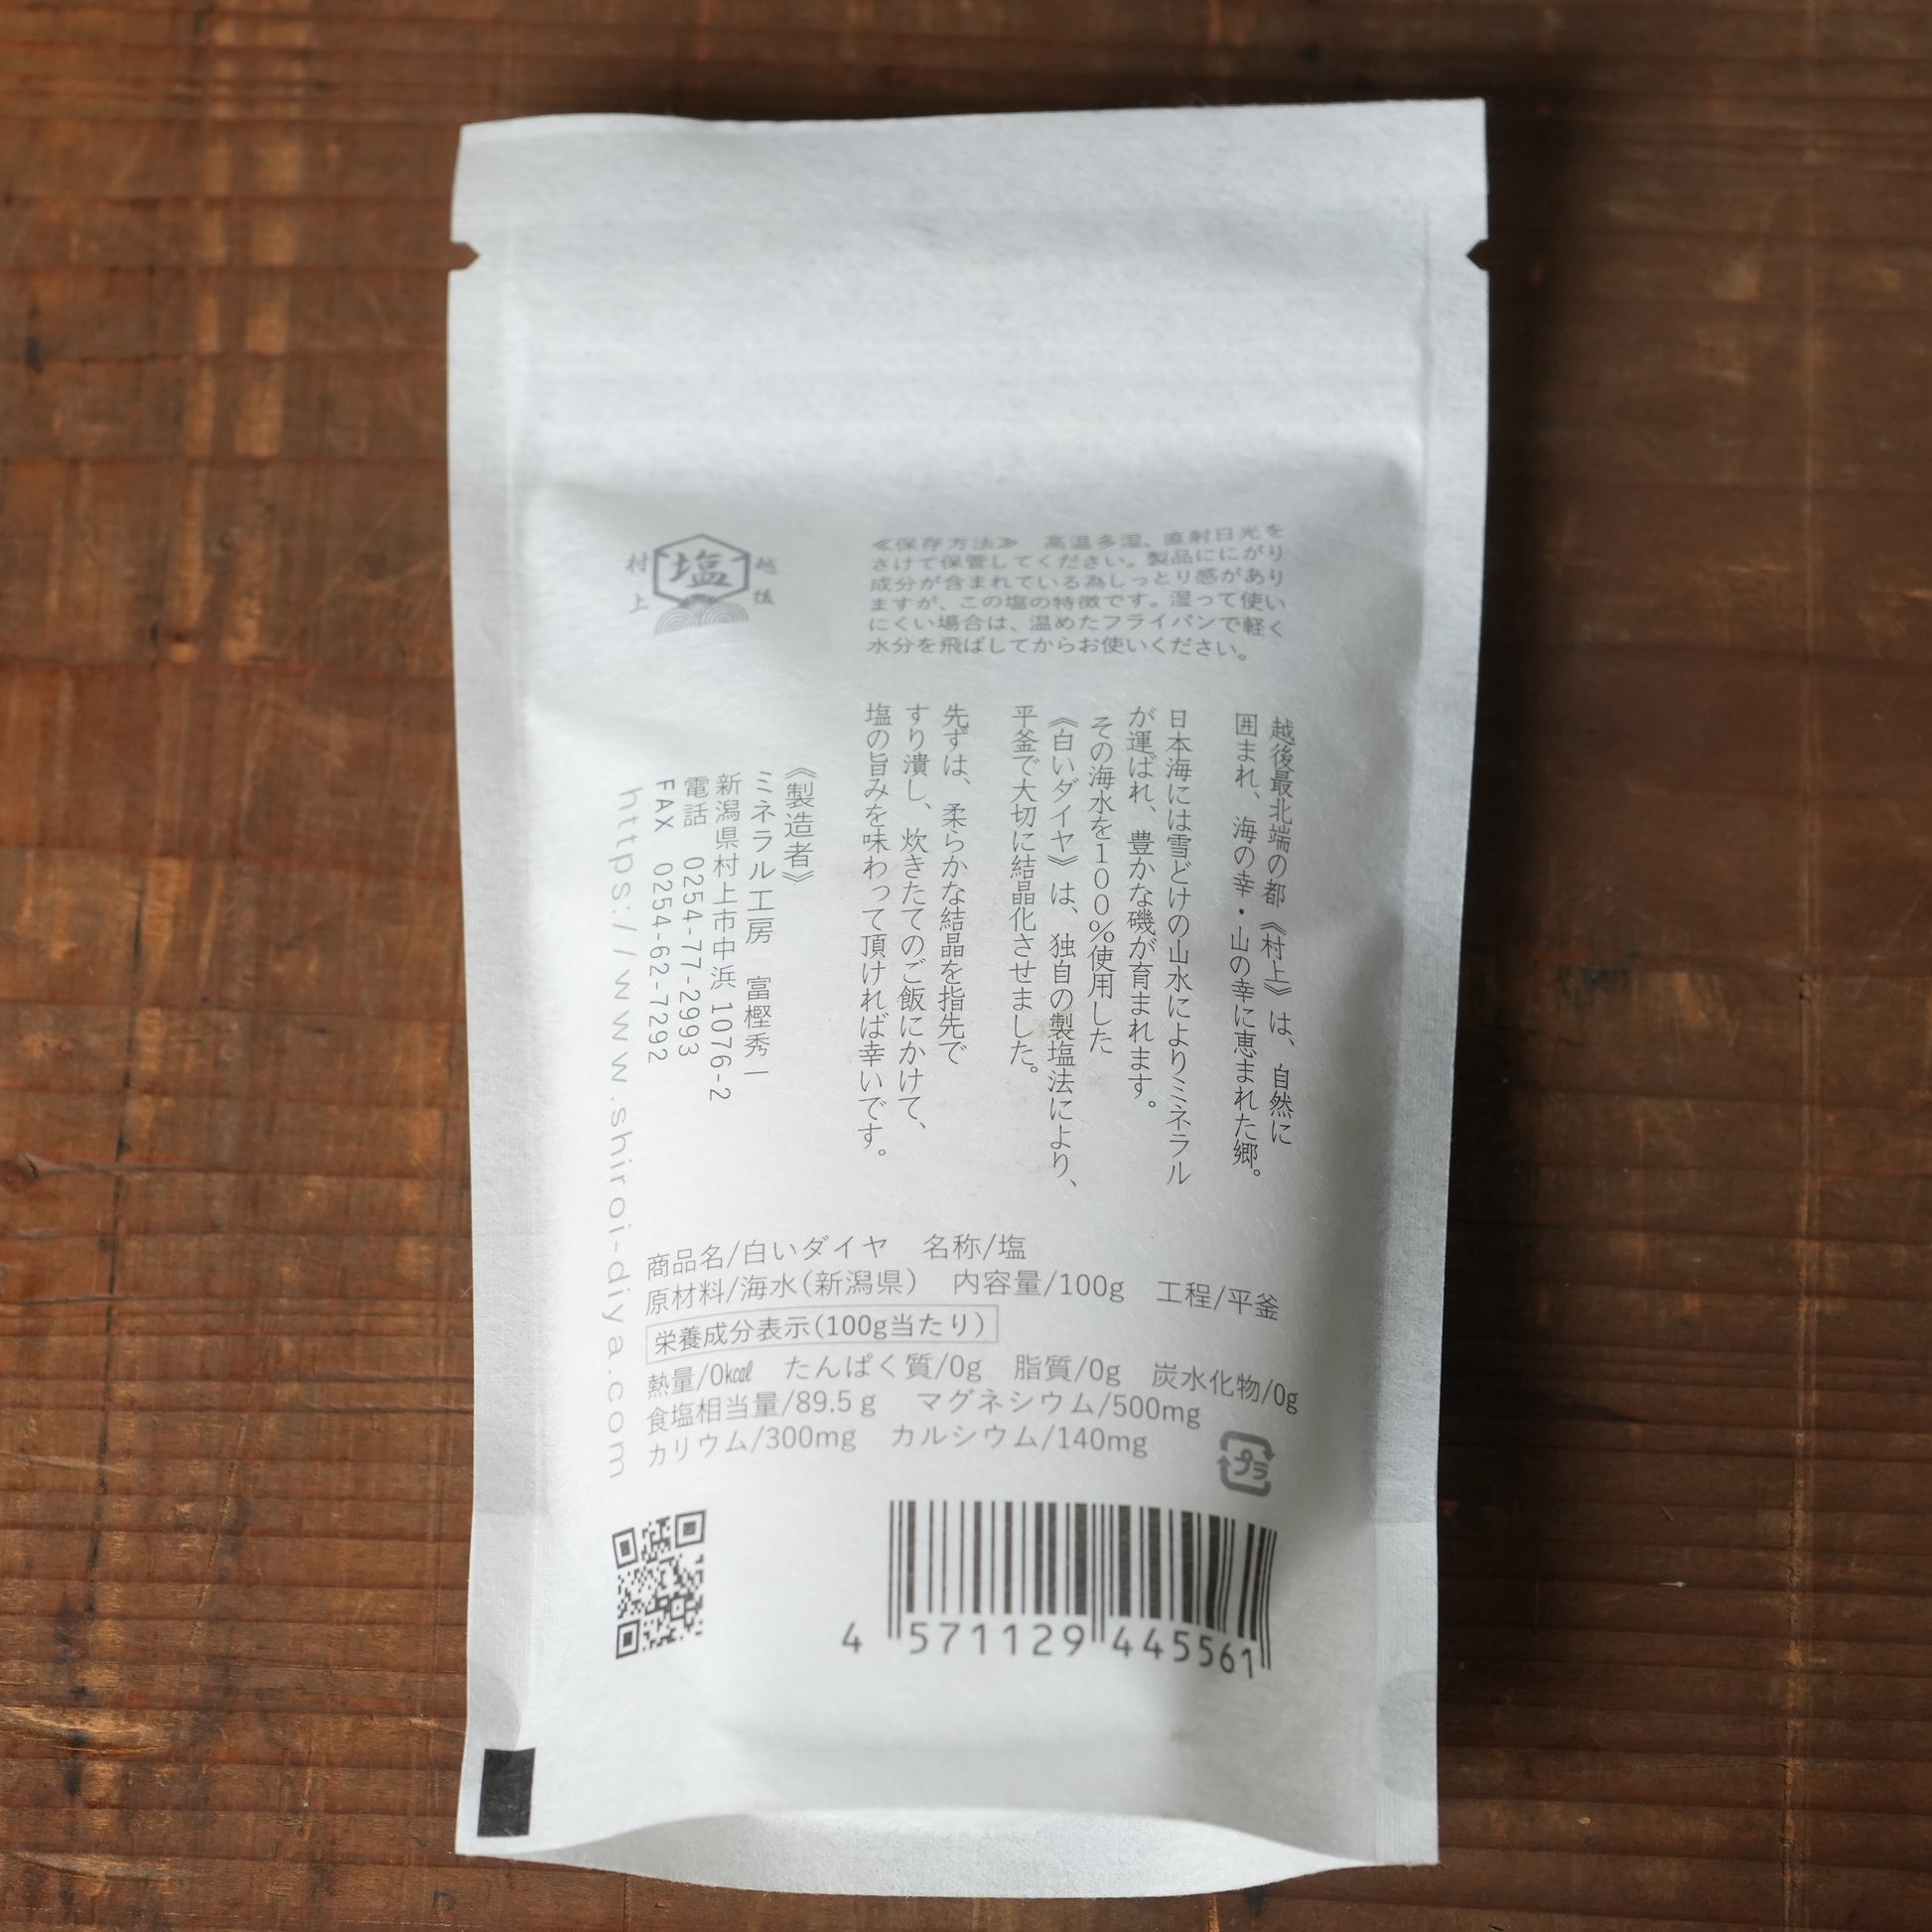 越後
塩
村上
≪保存方法≫　高温多湿、直射日光を
さけて保管してください。製品ににがり
成分が含まれている為しっとり感があり
ますが、この塩の特徴です。湿って使い
にくい場合は、温めたフライパンで軽く
水分を飛ばしてからお使いください。
越後最北端の都《村上》は、自然に
囲まれ、海の幸・山の幸に恵まれた郷。
日本海には雪どけの山水によりミネラル
が運ばれ、豊かな磯が育まれます。
その海水を100%使用した
《白いダイヤ》は、独自の製塩法により、
平釜で大切に結晶化させました。
先ずは、柔らかな結晶を指先で
すり潰し、炊きたてのご飯にかけて、
塩の旨みを味わって頂ければ幸いです。
《製造者》
ミネラル工房　富樫秀一
新潟県村上市中浜 1076-2
電話　0254-77-2993
FAX　0254-62-7292
https://www.shiroi-diya.com
商品名/白いダイヤ　名称/塩
原材料/海水(新潟県)　内容量/100g　工程/平釜
栄養成分表示(100g当たり)
熱量/0kcal　たんぱく質/0g　脂質/0g　炭水化物/0g
食塩相当量/89.5g　マグネシウム/500mg
カリウム/300mg　カルシウム/140mg
プラ
4 571129 445561